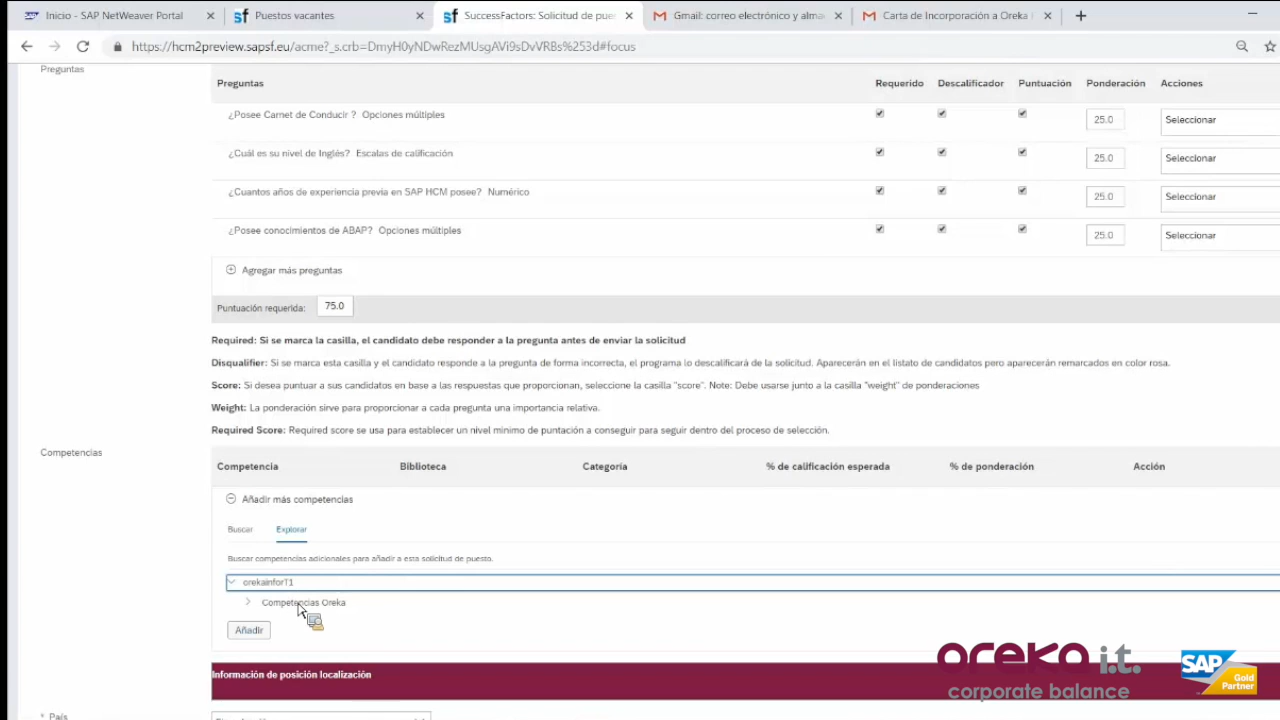 Inicio - SAP NetWeaver Portal
Puestos vacantes
SuccessFactors: Solicitud de pue
Gmail: correo electrónico y alma
Carta de Incorporación a Oreka
https://hcm2preview.sapsf.eu/acme?_s.crb=DmyH0yNDwRezMUsgAVi9sDvVRBs%253d#focus
Preguntas
Preguntas Requerido Descalificador Puntuación Ponderación Acciones
¿Posee Carnet de Conducir ? Opciones múltiples 25.0 Seleccionar
¿Cuál es su nivel de Inglés? Escalas de calificación 25.0 Seleccionar
¿Cuantos años de experiencia previa en SAP HCM posee? Numérico 25.0 Seleccionar
¿Posee conocimientos de ABAP? Opciones múltiples 25.0 Seleccionar
Agregar más preguntas
Puntuación requerida: 75.0
Required: Si se marca la casilla, el candidato debe responder a la pregunta antes de enviar la solicitud
Disqualifier: Si se marca esta casilla y el candidato responde a la pregunta de forma incorrecta, el programa lo descalificará de la solicitud. Aparecerán en el listato de candidatos pero aparecerán remarcados en color rosa.
Score: Si desea puntuar a sus candidatos en base a las respuestas que proporcionan, seleccione la casilla "score". Note: Debe usarse junto a la casilla "weight" de ponderaciones
Weight: La ponderación sirve para proporcionar a cada pregunta una importancia relativa.
Required Score: Required score se usa para establecer un nivel minimo de puntación a conseguir para seguir dentro del proceso de selección.
Competencias
Competencia Biblioteca Categoría % de calificación esperada % de ponderación Acción
Añadir más competencias
Buscar Explorar
Buscar competencias adicionales para añadir a esta solicitud de puesto.
orekainforT1
Competencias Oreka
Añadir
Información de posición localización
oreka i.t.
corporate balance
SAP
Gold
Partner
* País